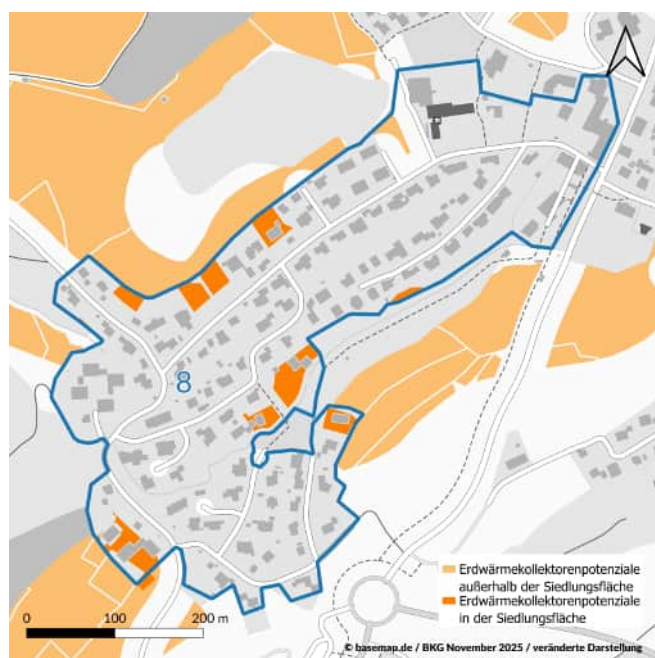 8
Erdwärmekollektorenpotenziale
außerhalb der Siedlungsfläche
Erdwärmekollektorenpotenziale
in der Siedlungsfläche
0 100 200 m
© basemap.de / BKG November 2025 / veränderte Darstellung